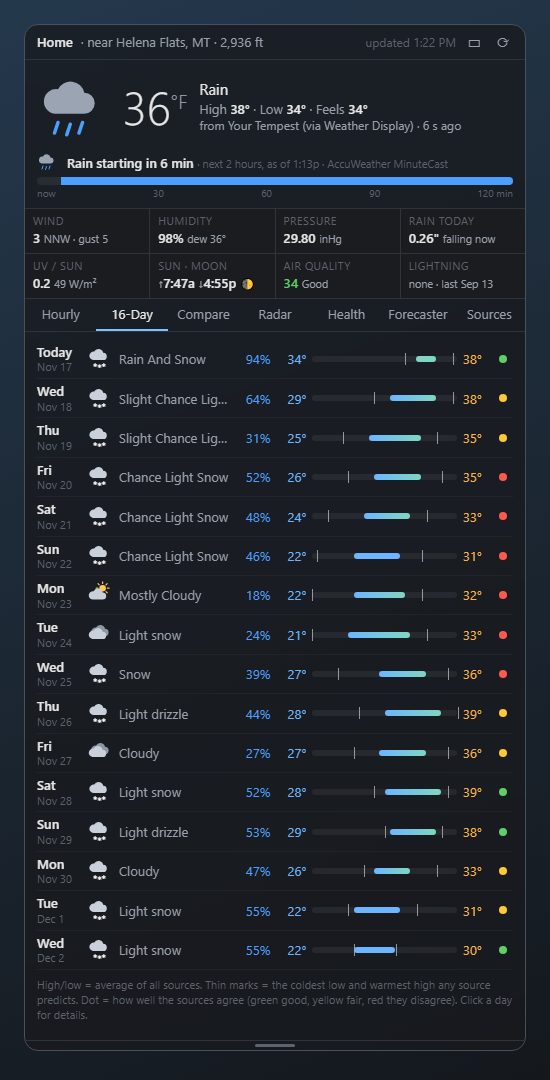 Home · near Helena Flats, MT · 2,936 ft updated 1:22 PM
36°F
Rain
High 38° · Low 34° · Feels 34°
from Your Tempest (via Weather Display) · 6 s ago
Rain starting in 6 min · next 2 hours, as of 1:13p · AccuWeather MinuteCast
now 30 60 90 120 min
WIND HUMIDITY PRESSURE RAIN TODAY
3 NNW · gust 5 98% dew 36° 29.80 inHg 0.26" falling now
UV / SUN SUN · MOON AIR QUALITY LIGHTNING
0.2 49 W/m² ↑7:47a ↓4:55p 34 Good none · last Sep 13
Hourly 16-Day Compare Radar Health Forecaster Sources
Today
Nov 17 Rain And Snow 94% 34° 38°
Wed
Nov 18 Slight Chance Lig... 64% 29° 38°
Thu
Nov 19 Slight Chance Lig... 31% 25° 35°
Fri
Nov 20 Chance Light Snow 52% 26° 35°
Sat
Nov 21 Chance Light Snow 48% 24° 33°
Sun
Nov 22 Chance Light Snow 46% 22° 31°
Mon
Nov 23 Mostly Cloudy 18% 22° 32°
Tue
Nov 24 Light snow 24% 21° 33°
Wed
Nov 25 Snow 39% 27° 36°
Thu
Nov 26 Light drizzle 44% 28° 39°
Fri
Nov 27 Cloudy 27% 27° 36°
Sat
Nov 28 Light snow 52% 28° 39°
Sun
Nov 29 Light drizzle 53% 29° 38°
Mon
Nov 30 Cloudy 47% 26° 33°
Tue
Dec 1 Light snow 55% 22° 31°
Wed
Dec 2 Light snow 55% 22° 30°
High/low = average of all sources. Thin marks = the coldest low and warmest high any source
predicts. Dot = how well the sources agree (green good, yellow fair, red they disagree). Click a day
for details.